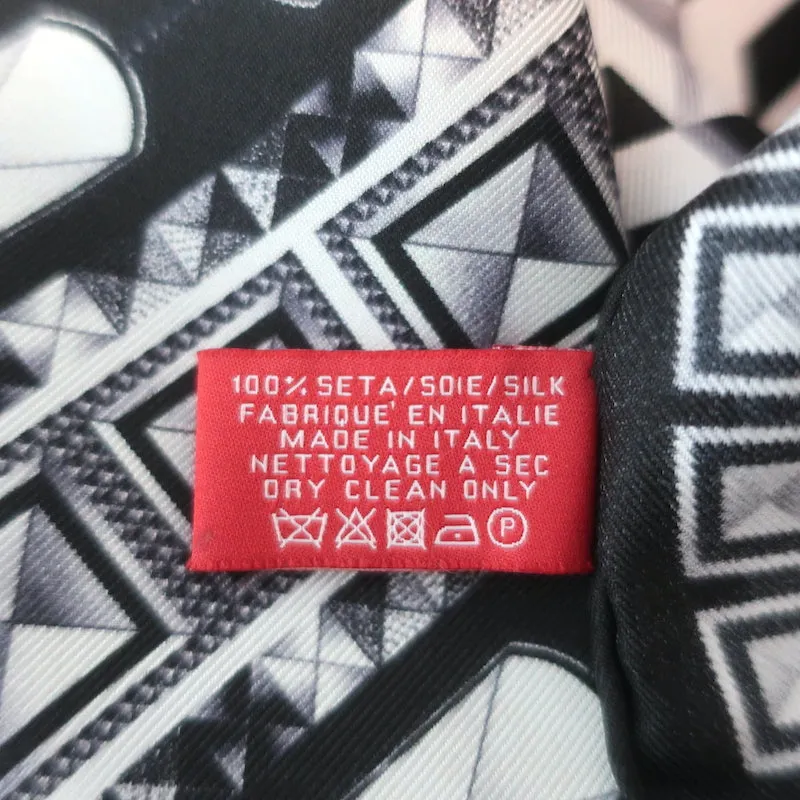 100% SETA/SOIE/SILK
FABRIQUE' EN ITALIE
MADE IN ITALY
NETTOYAGE A SEC
DRY CLEAN ONLY
P